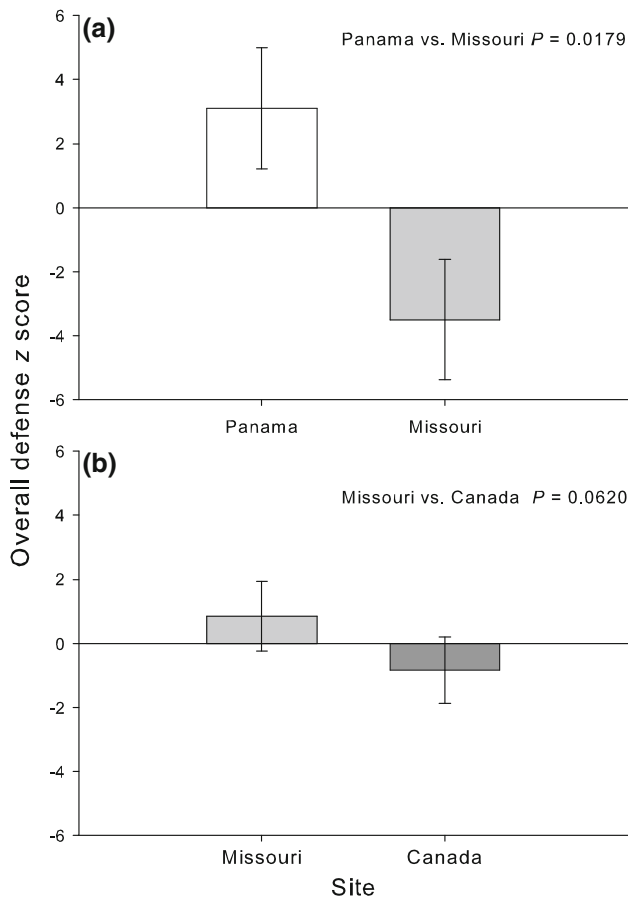 (a)
Panama vs. Missouri P = 0.0179
6
4
2
0
-2
-4
-6
Panama Missouri
(b)
Missouri vs. Canada P = 0.0620
6
4
2
0
-2
-4
-6
Missouri Canada
Site
Overall defense z score